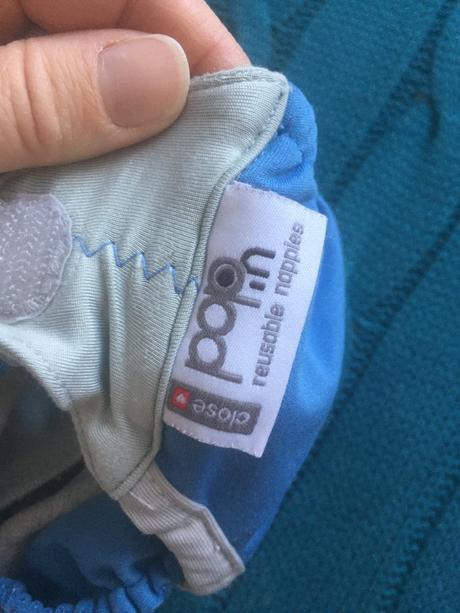 close
pop-in
reusable nappies